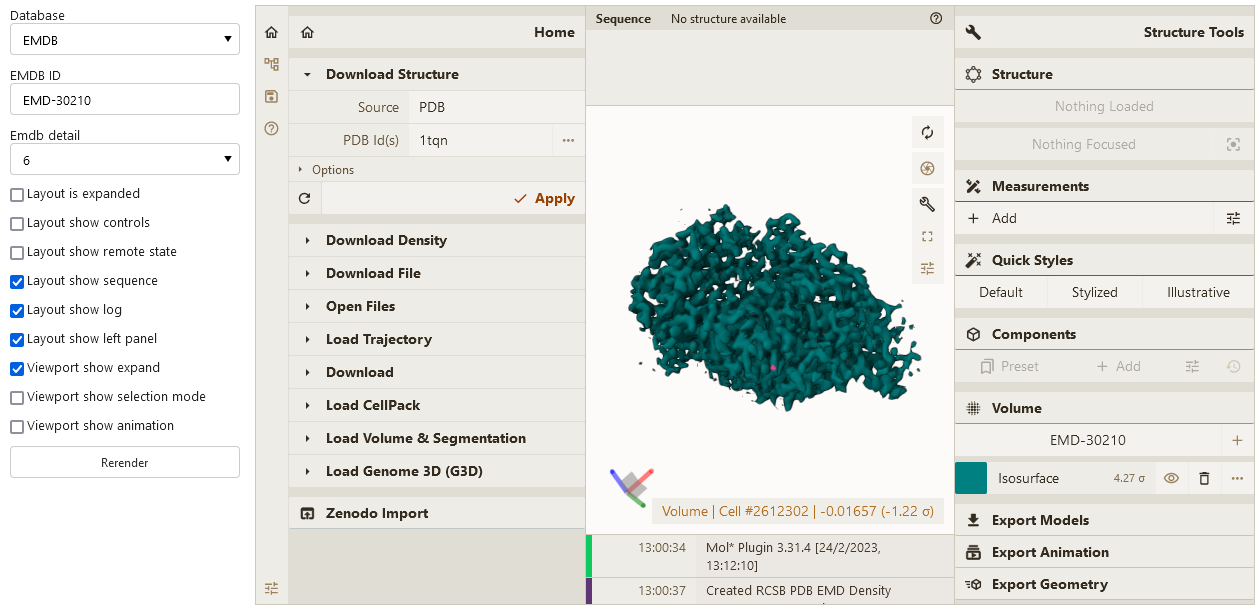 Database
EMDB
EMDB ID
EMD-30210
Emdb detail
6
Layout is expanded
Layout show controls
Layout show remote state
Layout show sequence
Layout show log
Layout show left panel
Viewport show expand
Viewport show selection mode
Viewport show animation
Rerender
Home
Download Structure
Source PDB
PDB Id(s) 1tqn
Options
Apply
Download Density
Download File
Open Files
Load Trajectory
Download
Load CellPack
Load Volume & Segmentation
Load Genome 3D (G3D)
Zenodo Import
Sequence No structure available
Volume | Cell #2612302 | -0.01657 (-1.22 σ)
13:00:34 Mol* Plugin 3.31.4 [24/2/2023,
13:12:10]
13:00:37 Created RCSB PDB EMD Density
Structure Tools
Structure
Nothing Loaded
Nothing Focused
Measurements
Add
Quick Styles
Default Stylized Illustrative
Components
Preset Add
Volume
EMD-30210
Isosurface 4.27 σ
Export Models
Export Animation
Export Geometry